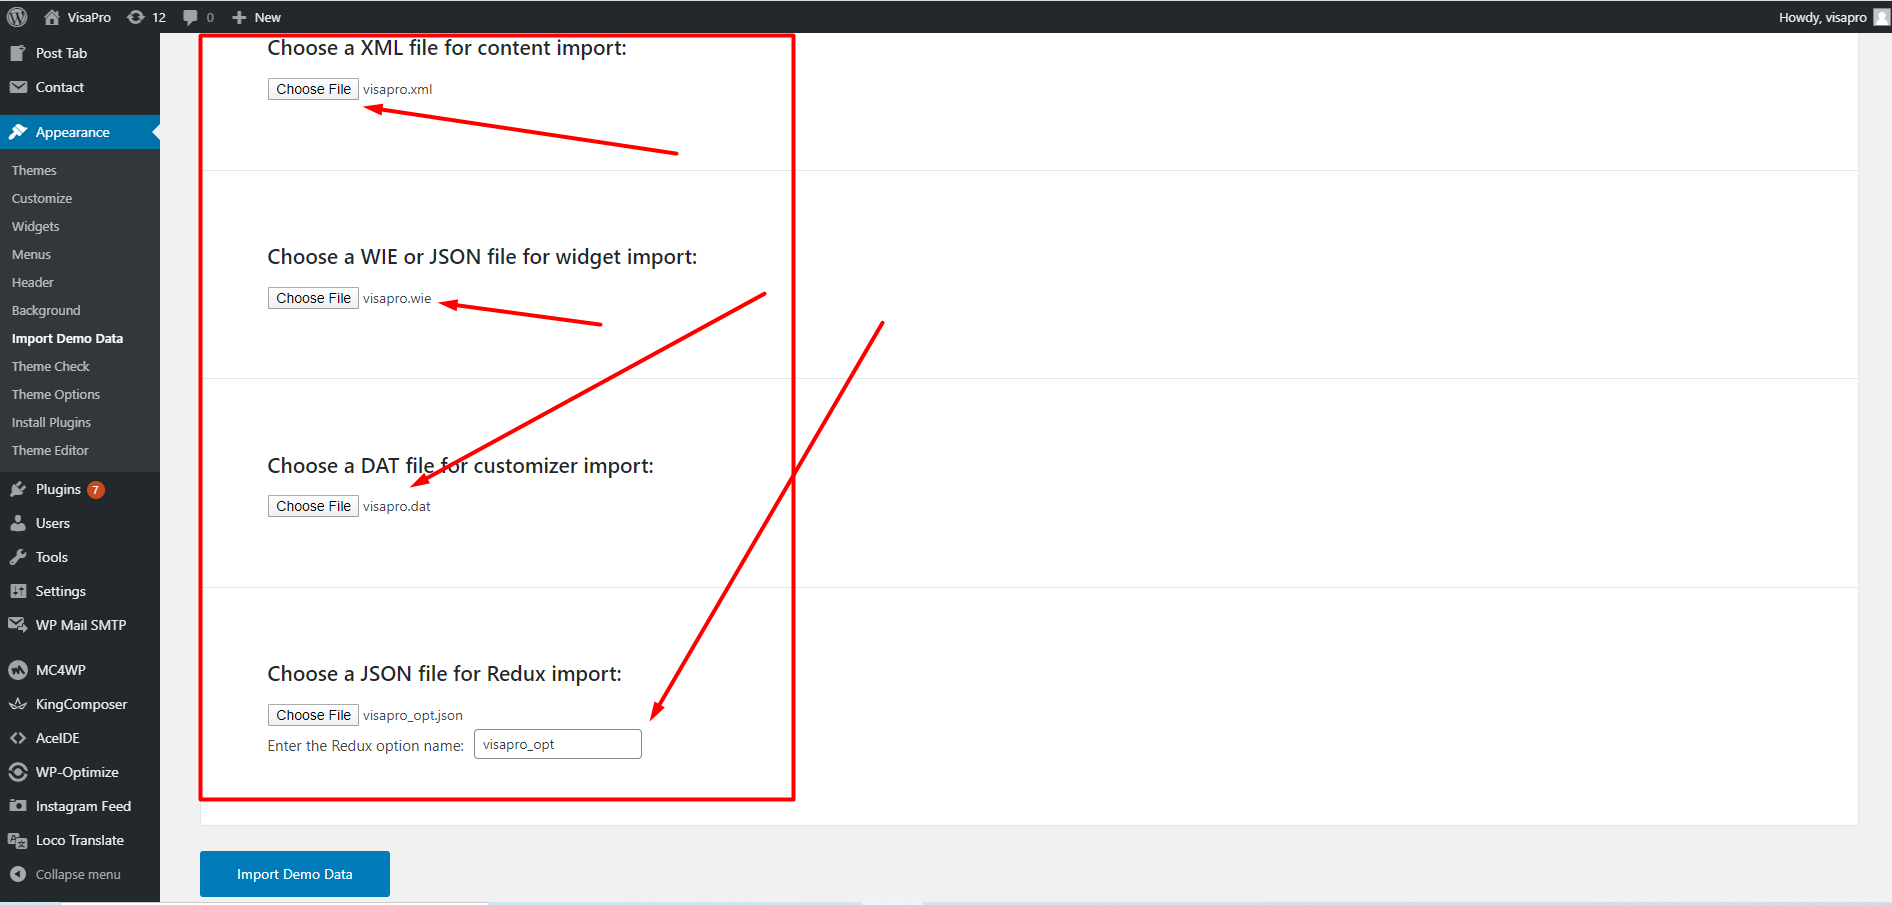 VisaPro 12 0 New Howdy, visapro
Post Tab
Contact
Appearance
Themes
Customize
Widgets
Menus
Header
Background
Import Demo Data
Theme Check
Theme Options
Install Plugins
Theme Editor
Plugins 7
Users
Tools
Settings
WP Mail SMTP
MC4WP
KingComposer
AceIDE
WP-Optimize
Instagram Feed
Loco Translate
Collapse menu
Choose a XML file for content import:
Choose File visapro.xml
Choose a WIE or JSON file for widget import:
Choose File visapro.wie
Choose a DAT file for customizer import:
Choose File visapro.dat
Choose a JSON file for Redux import:
Choose File visapro_opt.json
Enter the Redux option name: visapro_opt
Import Demo Data